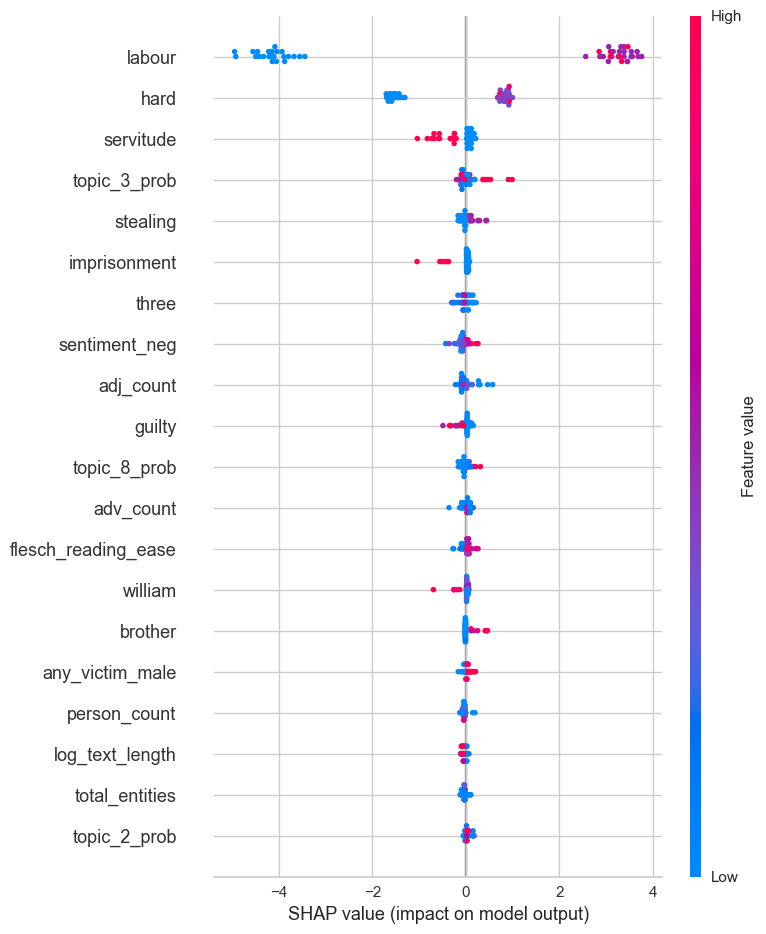 High
labour
hard
servitude
topic_3_prob
stealing
imprisonment
three
sentiment_neg
adj_count
guilty
topic_8_prob
adv_count
flesch_reading_ease
william
brother
any_victim_male
person_count
log_text_length
total_entities
topic_2_prob
Feature value
Low
−4 −2 0 2 4
SHAP value (impact on model output)